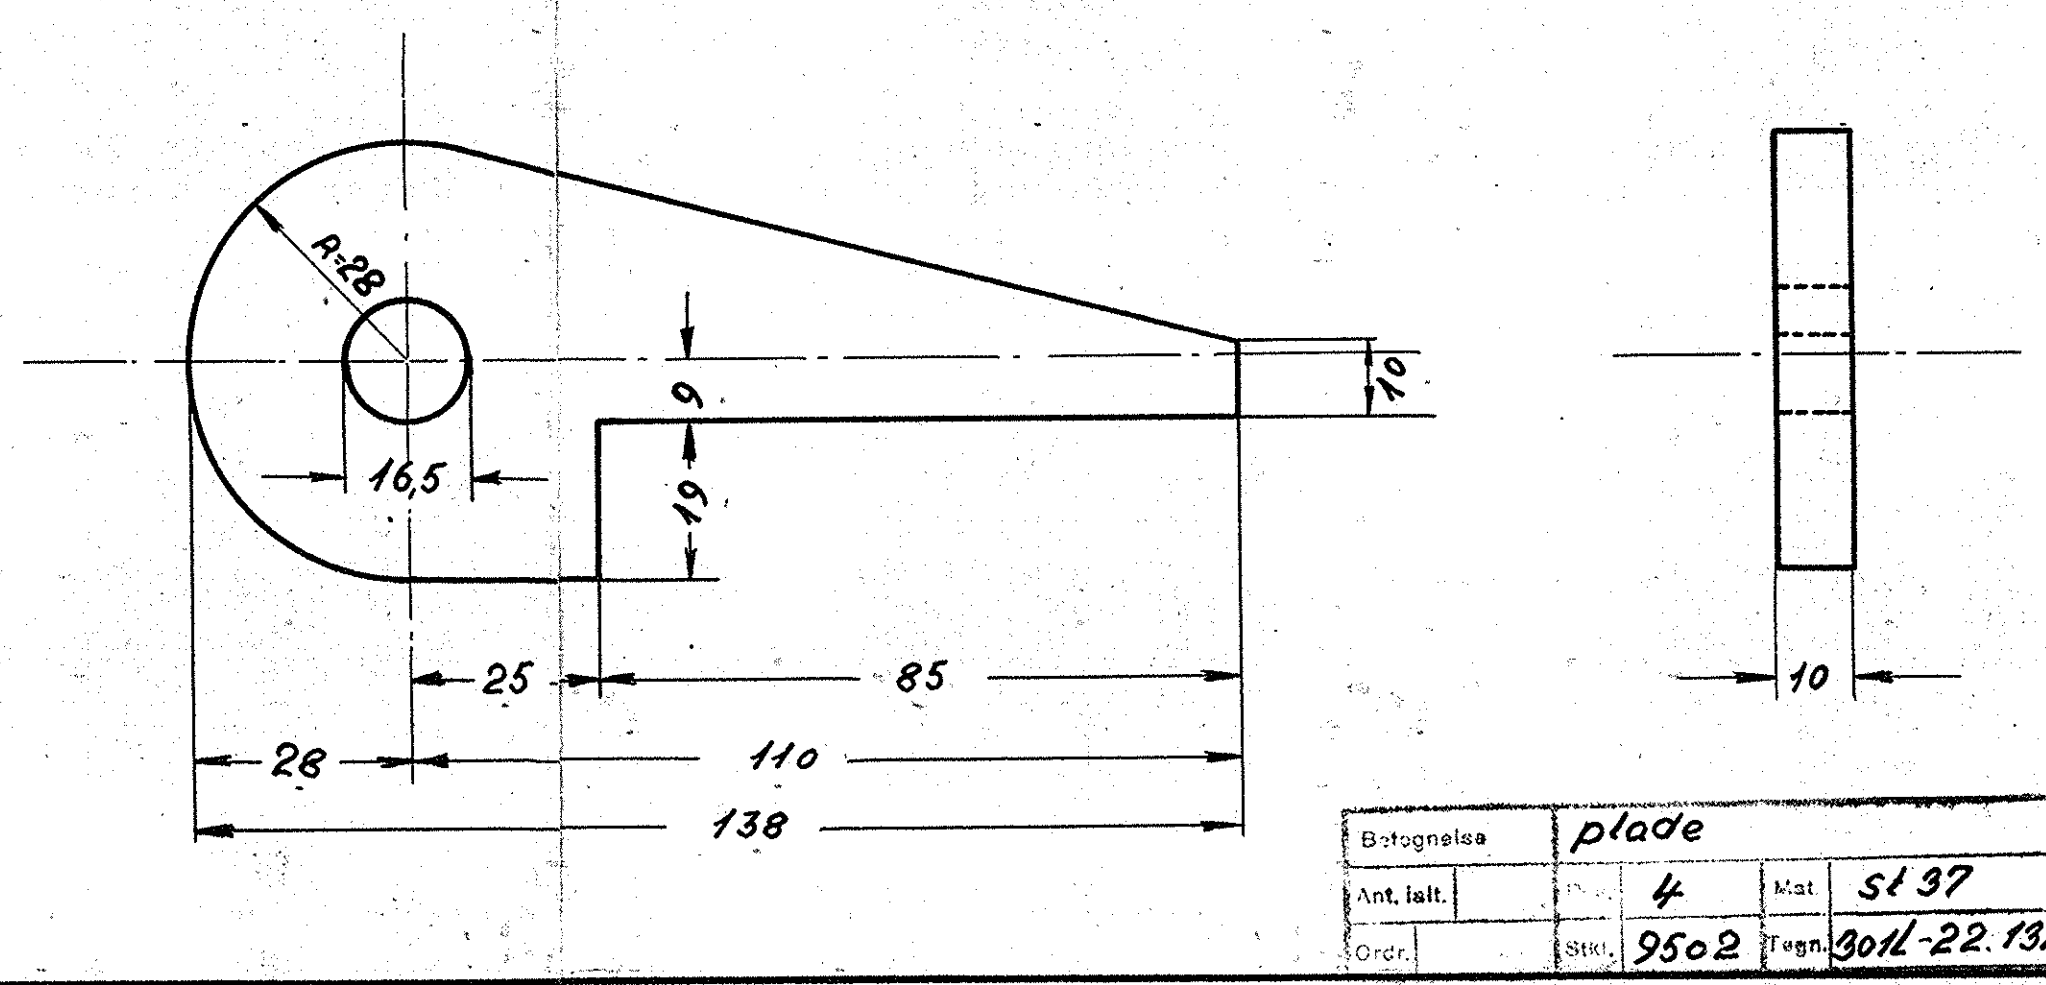 R=28
9
10
16,5
19
25
85
10
28
110
138
Betegnelse plade
Ant. ialt. 4 Mat. st 37
Ordr. Stkl. 9502 Tegn. 301L-22.13